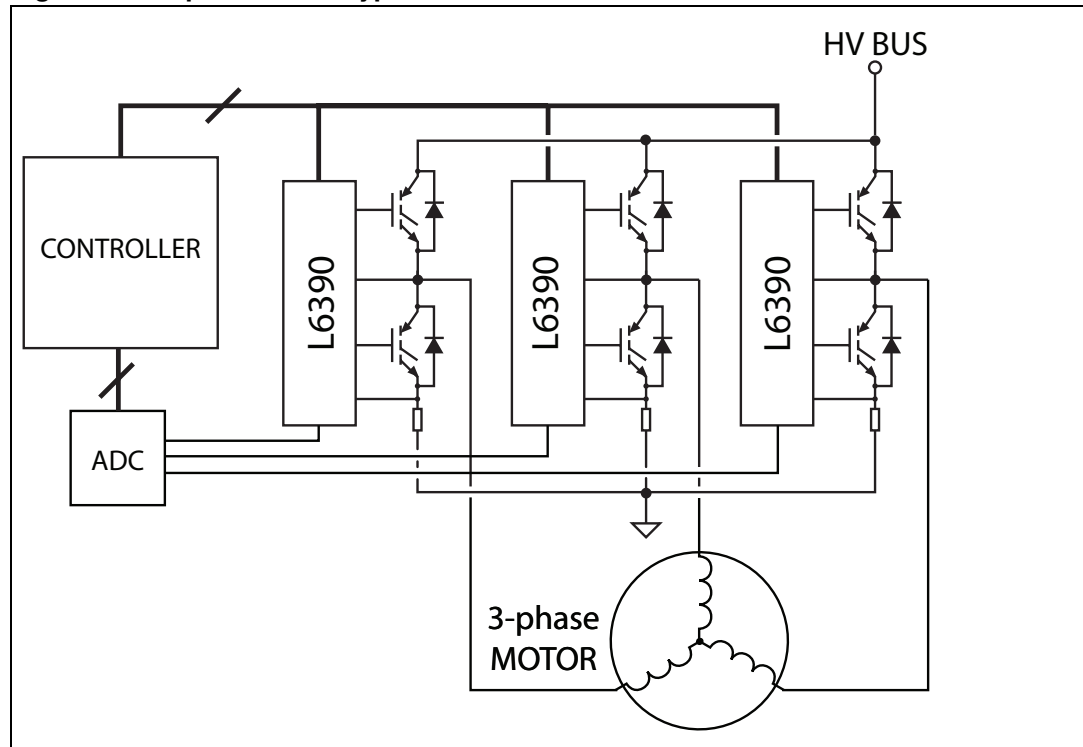 HV BUS
CONTROLLER
L6390
L6390
L6390
ADC
3-phase
MOTOR